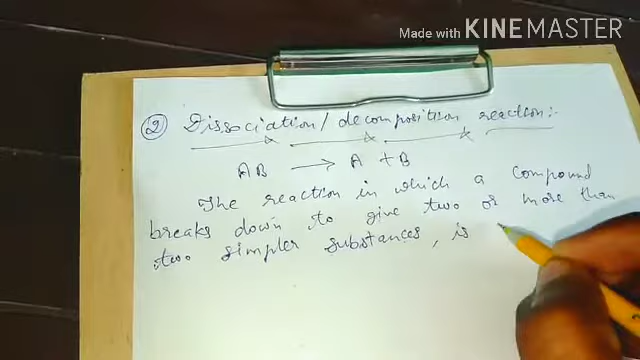 Made with KINEMASTER
② Dissociation/decomposition reaction:-
AB → A + B
The reaction in which a compound
breaks down to give two or more than
two simpler substances, is